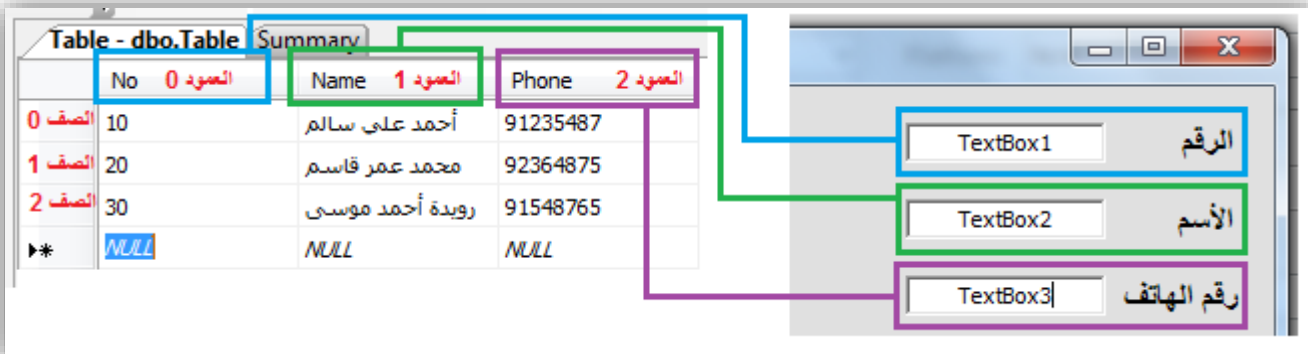 Table - dbo.Table Summary
No العمود 0 Name العمود 1 Phone العمود 2
الصف 0 10 أحمد علي سالم 91235487
الصف 1 20 محمد عمر قاسم 92364875
الصف 2 30 رويدة أحمد موسى 91548765
NULL NULL NULL
الرقم TextBox1
الأسم TextBox2
رقم الهاتف TextBox3